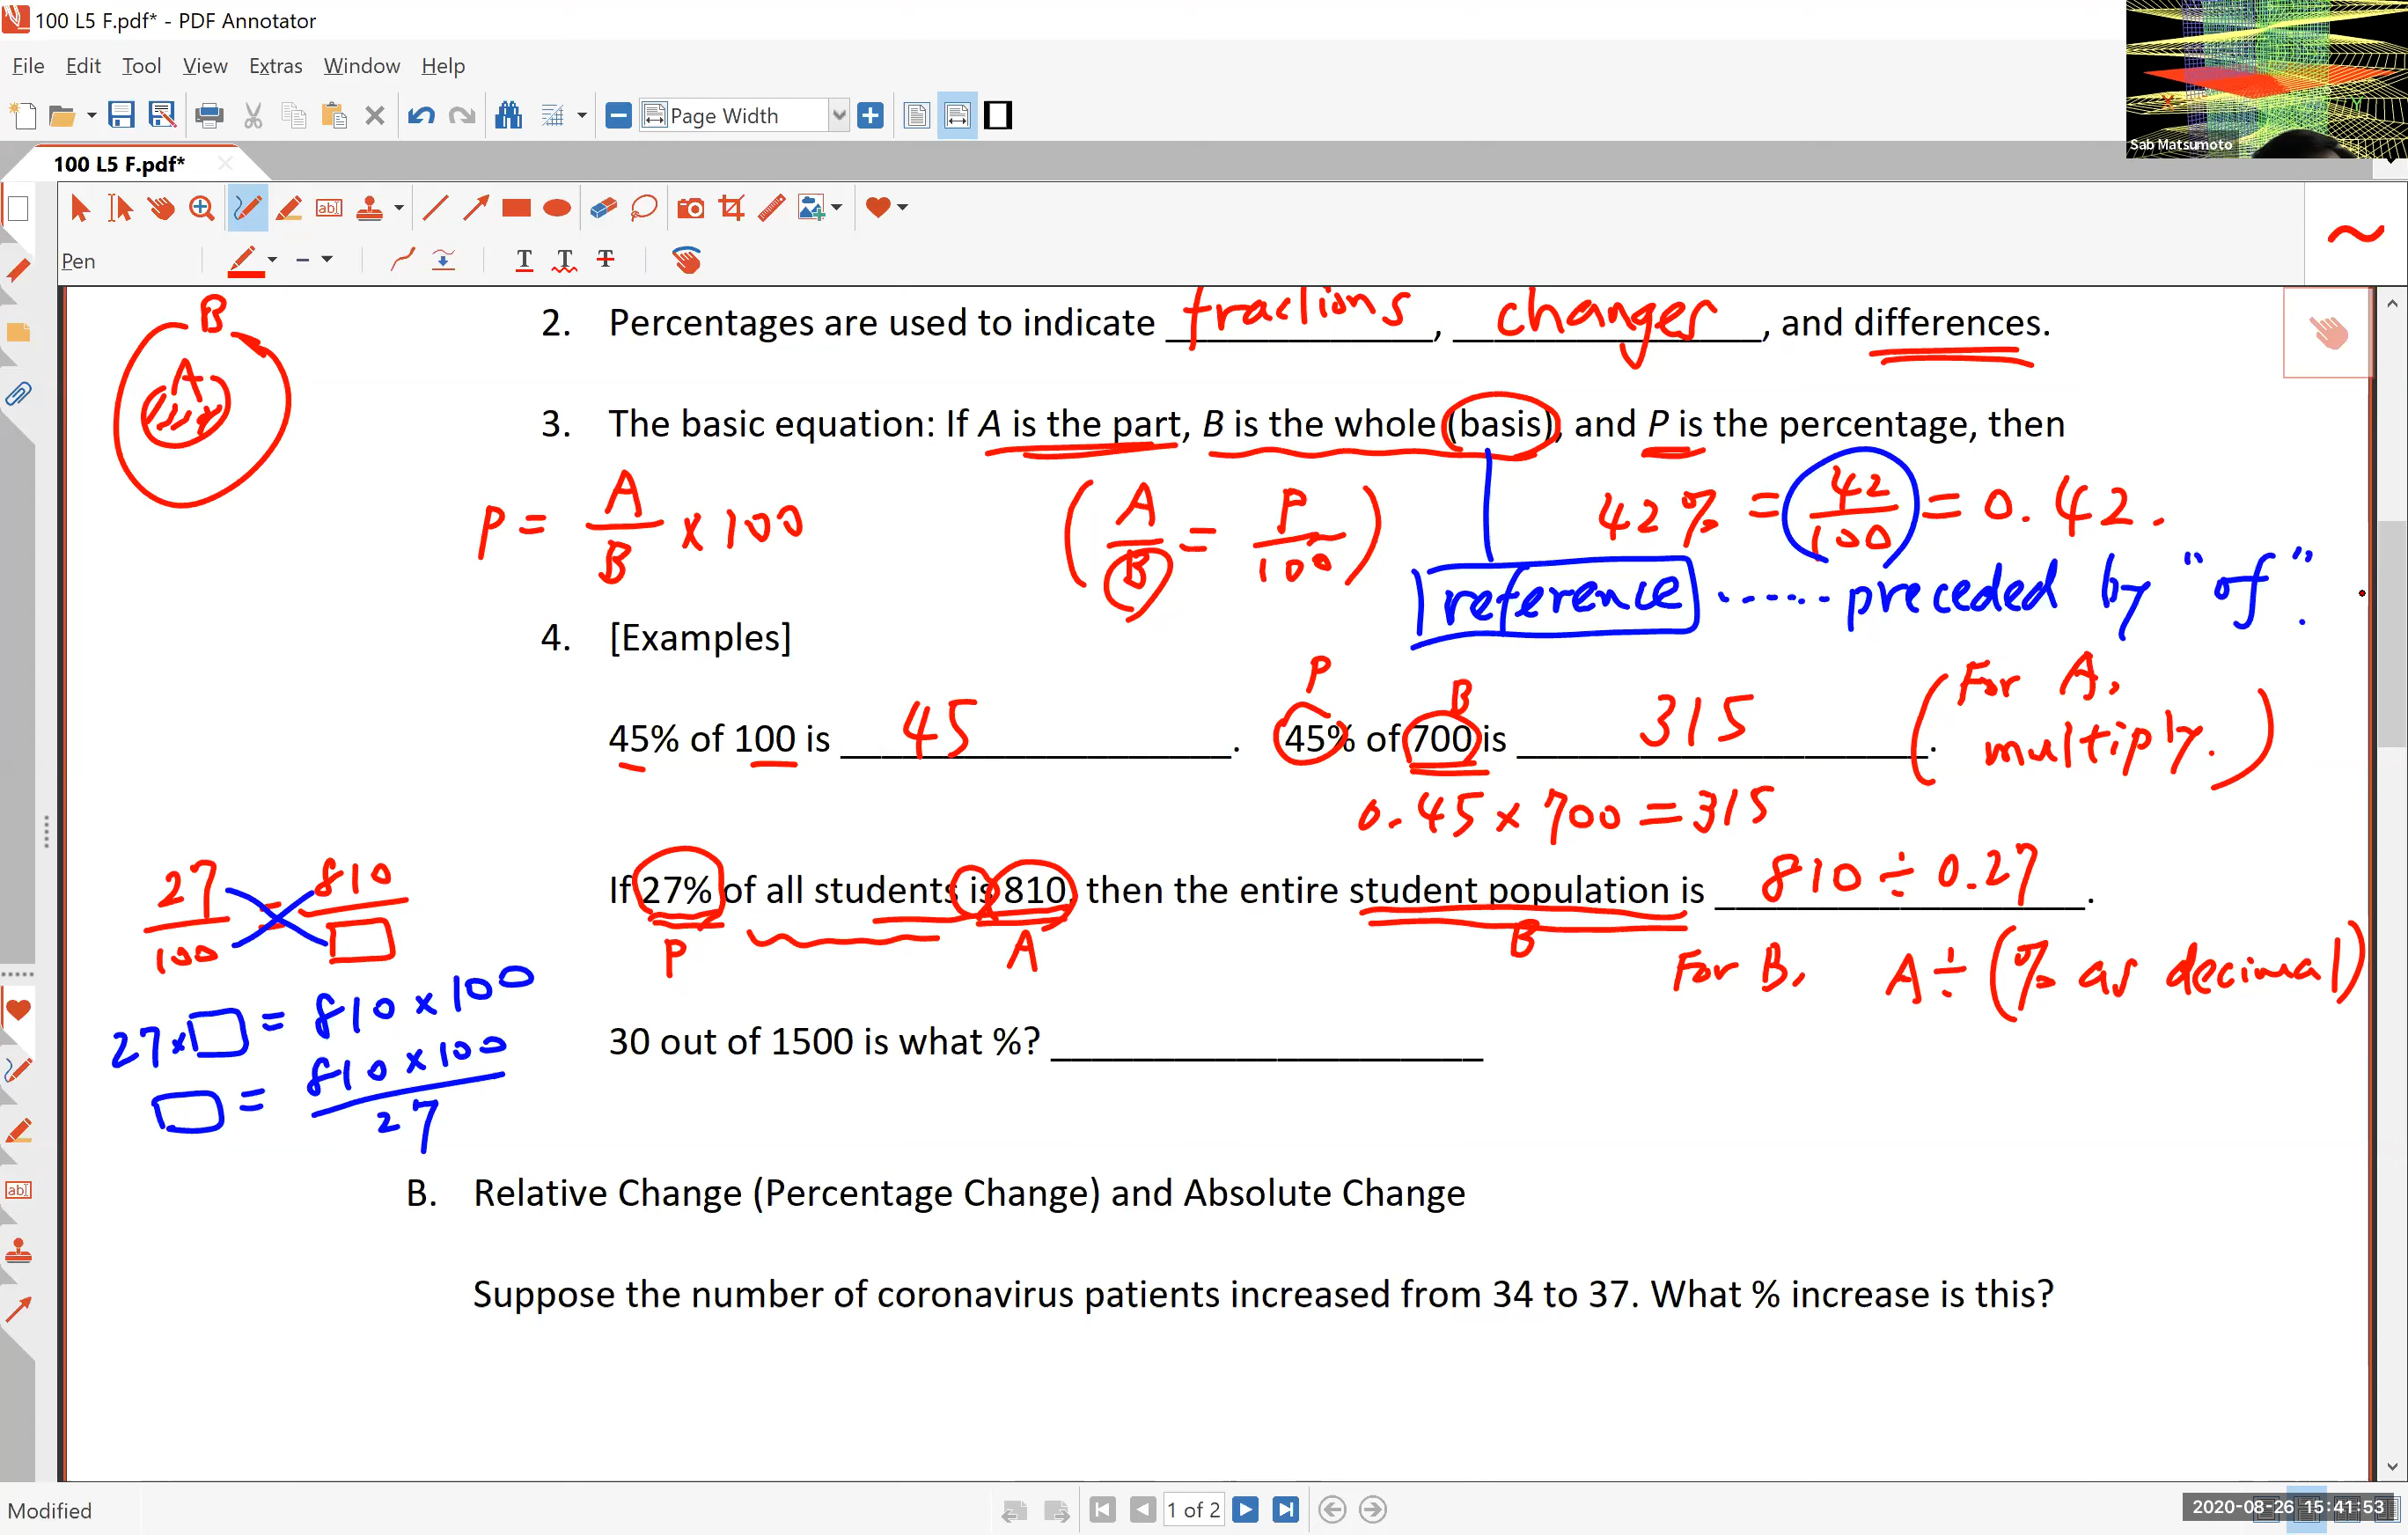 100 L5 F.pdf* - PDF Annotator
File Edit Tool View Extras Window Help
Page Width
Sab Matsumoto
100 L5 F.pdf*
Pen
B
A
2. Percentages are used to indicate fractions, changes, and differences.
3. The basic equation: If A is the part, B is the whole (basis), and P is the percentage, then
P = A/B × 100 (A/B = P/100) 42% = 42/100 = 0.42.
reference ...... preceded by "of".
4. [Examples]
P B
45% of 100 is 45. 45% of 700 is 315. (For A, multiply.)
0.45 × 700 = 315
27/100 = 810/□
If 27% of all students is 810, then the entire student population is 810 ÷ 0.27.
P A B
For B, A ÷ (% as decimal)
27 × □ = 810 × 100
30 out of 1500 is what %?
□ = 810 × 100 / 27
B. Relative Change (Percentage Change) and Absolute Change
Suppose the number of coronavirus patients increased from 34 to 37. What % increase is this?
Modified
1 of 2
2020-08-26 15:41:53